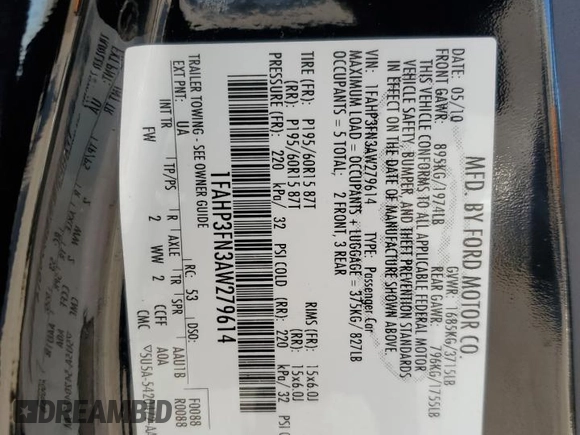 MFD. BY FORD MOTOR CO.
DATE: 05/10 GVWR: 1685KG/3715LB
FRONT GAWR: 895KG/1974LB REAR GAWR: 796KG/1755LB
THIS VEHICLE CONFORMS TO ALL APPLICABLE FEDERAL MOTOR
VEHICLE SAFETY, BUMPER, AND THEFT PREVENTION STANDARDS
IN EFFECT ON THE DATE OF MANUFACTURE SHOWN ABOVE.
VIN: 1FAHP3FN3AW279614 TYPE: Passenger Car
MAXIMUM LOAD = OCCUPANTS + LUGGAGE = 375KG/ 827LB
OCCUPANTS = 5 TOTAL; 2 FRONT, 3 REAR
TIRE (FR): P195/60R15 87T RIMS (FR): 15x6.0J
(RR): P195/60R15 87T (RR): 15x6.0J
PRESSURE (FR): 220 kPa/ 32 PSI COLD (RR): 220 kPa/ 32 PSI
1FAHP3FN3AW279614
TRAILER TOWING - SEE OWNER GUIDE
EXT PNT: UA RC: 53 DSO:
INT TR TP/PS R AXLE TR SPR AAU1B F0088
FW 2 WW 2 CCFF AOA R0088
CMC
DREAMBID